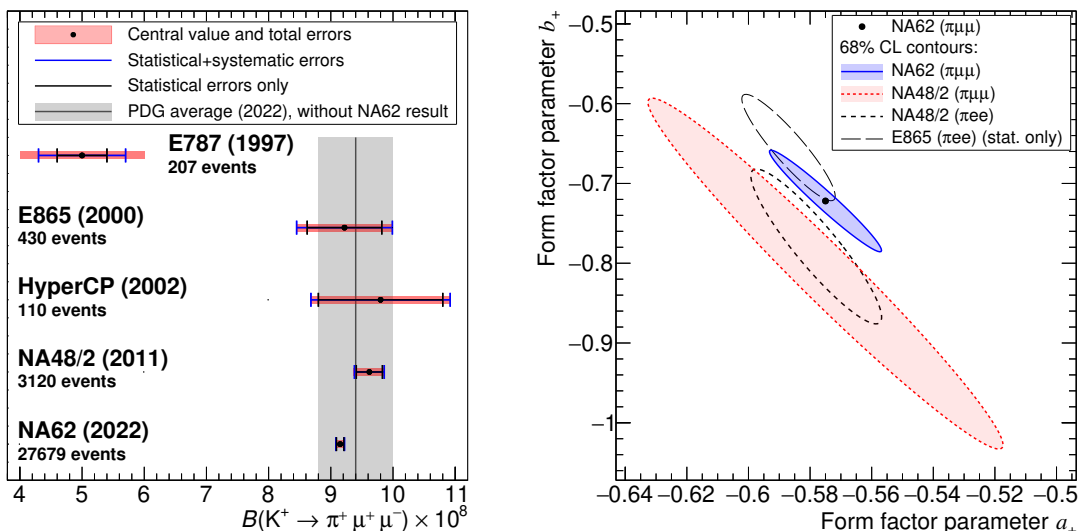 Central value and total errors
Statistical+systematic errors
Statistical errors only
PDG average (2022), without NA62 result
E787 (1997)
207 events
E865 (2000)
430 events
HyperCP (2002)
110 events
NA48/2 (2011)
3120 events
NA62 (2022)
27679 events
4 5 6 7 8 9 10 11
B(K⁺ → π⁺ μ⁺ μ⁻) × 10⁸
Form factor parameter b₊
−0.5
−0.6
−0.7
−0.8
−0.9
−1
NA62 (πμμ)
68% CL contours:
NA62 (πμμ)
NA48/2 (πμμ)
NA48/2 (πee)
E865 (πee) (stat. only)
−0.64 −0.62 −0.6 −0.58 −0.56 −0.54 −0.52 −0.5
Form factor parameter a₊